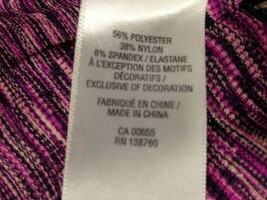 56% POLYESTER
38% NYLON
6% SPANDEX / ELASTANE
À L'EXCEPTION DES MOTIFS
DÉCORATIFS /
EXCLUSIVE OF DECORATION
FABRIQUÉ EN CHINE /
MADE IN CHINA
CA 00655
RN 138760